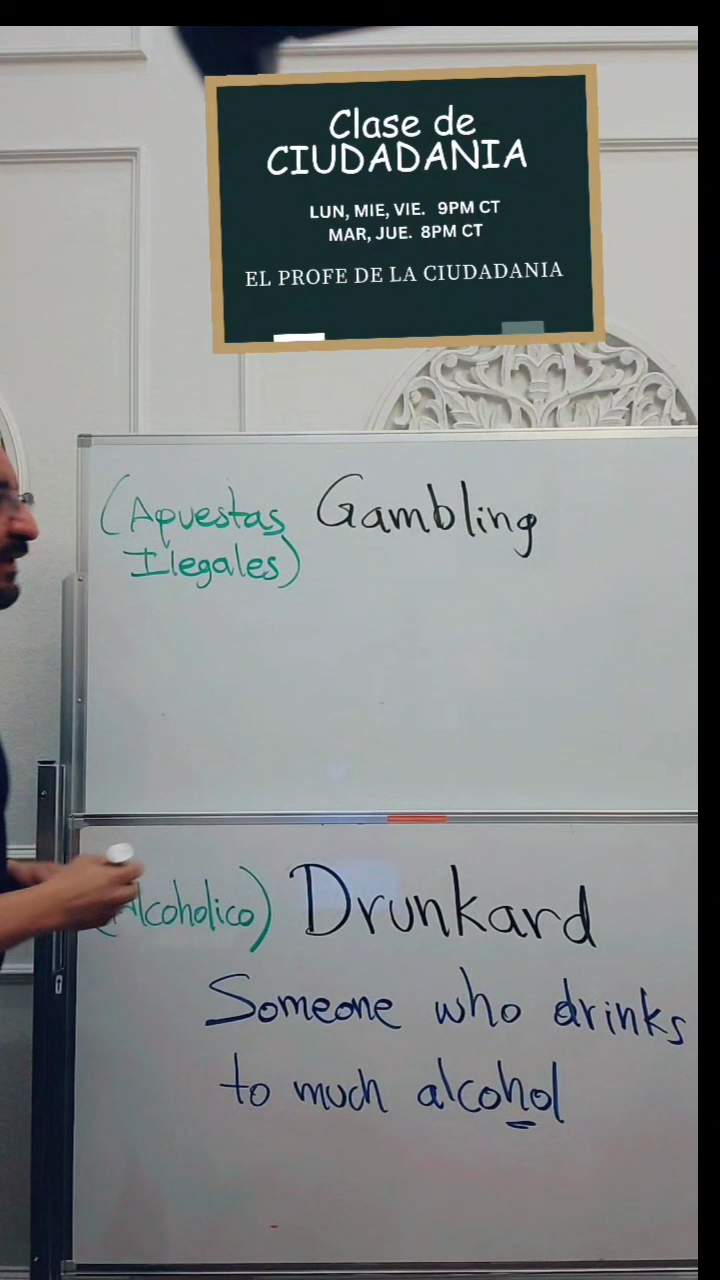 Clase de
CIUDADANIA
LUN, MIE, VIE. 9PM CT
MAR, JUE. 8PM CT
EL PROFE DE LA CIUDADANIA
(Apuestas Gambling
Ilegales)
(Alcoholico) Drunkard
Someone who drinks
to much alcohol